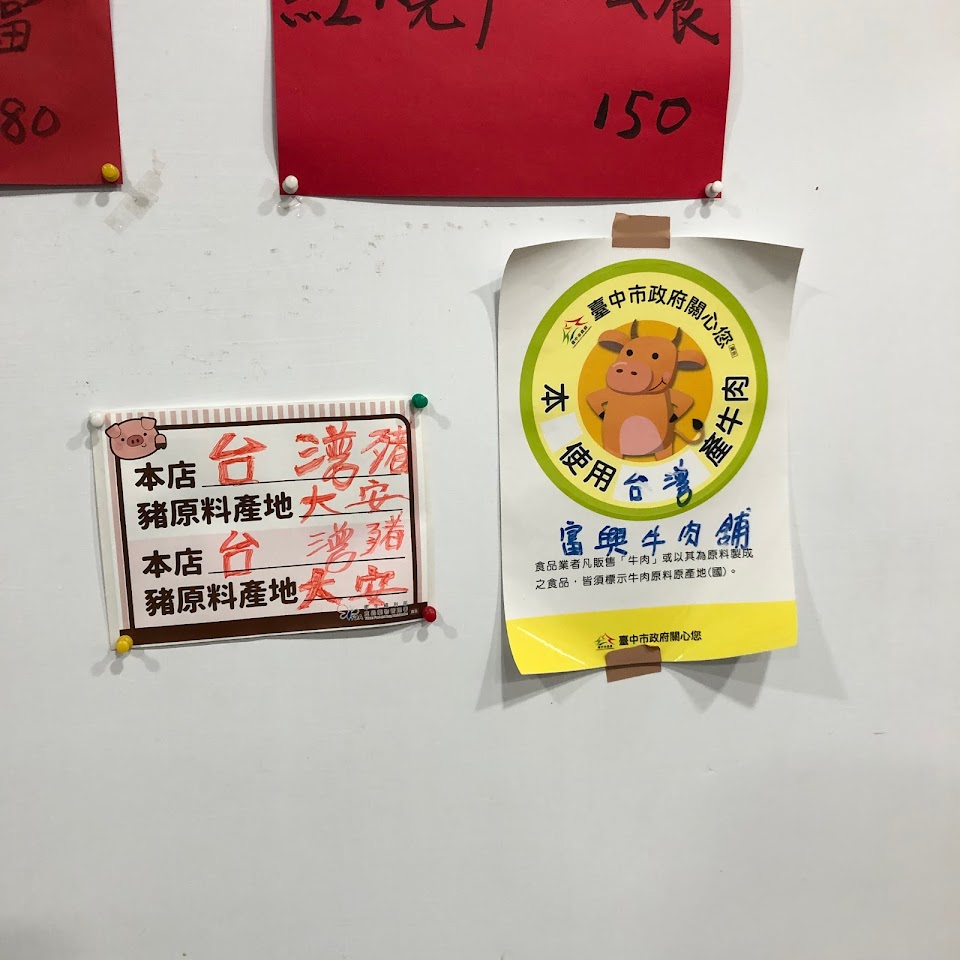 富
80
紅燒
150
臺中市政府關心您
本 使用台灣產牛肉
富興牛肉舖
食品業者凡販售「牛肉」或以其為原料製成
之食品，皆須標示牛肉原料原產地(國)。
臺中市政府關心您
本店台灣豬
豬原料產地大安
本店台灣豬
豬原料產地大安